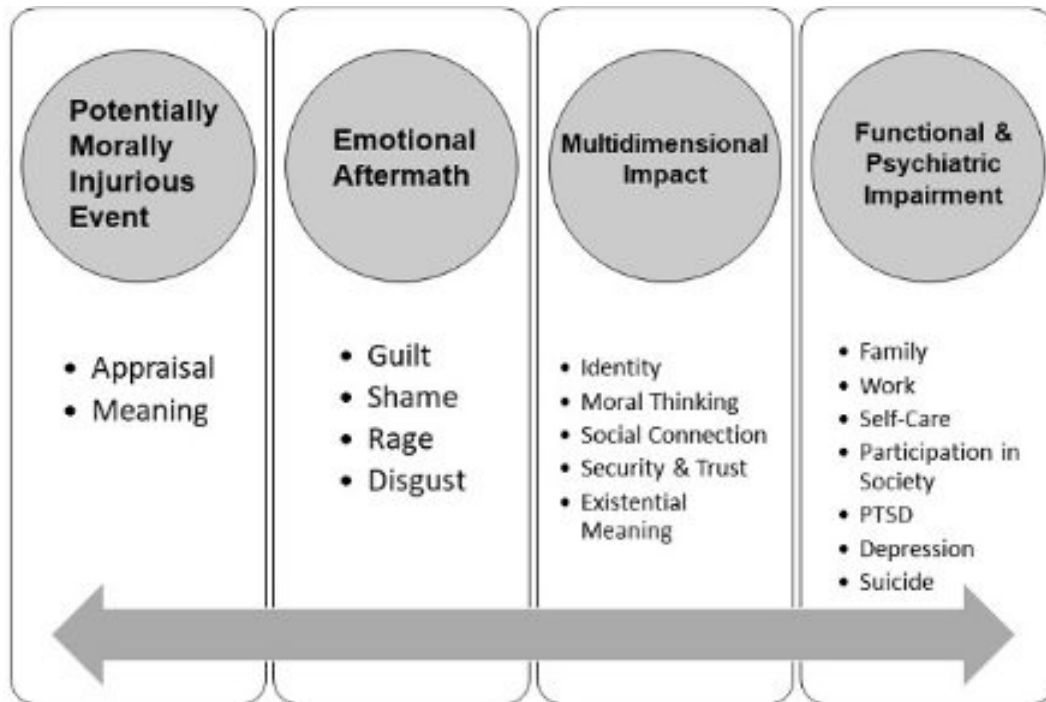 Potentially
Morally
Injurious
Event
• Appraisal
• Meaning
Emotional
Aftermath
• Guilt
• Shame
• Rage
• Disgust
Multidimensional
Impact
• Identity
• Moral Thinking
• Social Connection
• Security & Trust
• Existential
Meaning
Functional &
Psychiatric
Impairment
• Family
• Work
• Self-Care
• Participation in
Society
• PTSD
• Depression
• Suicide